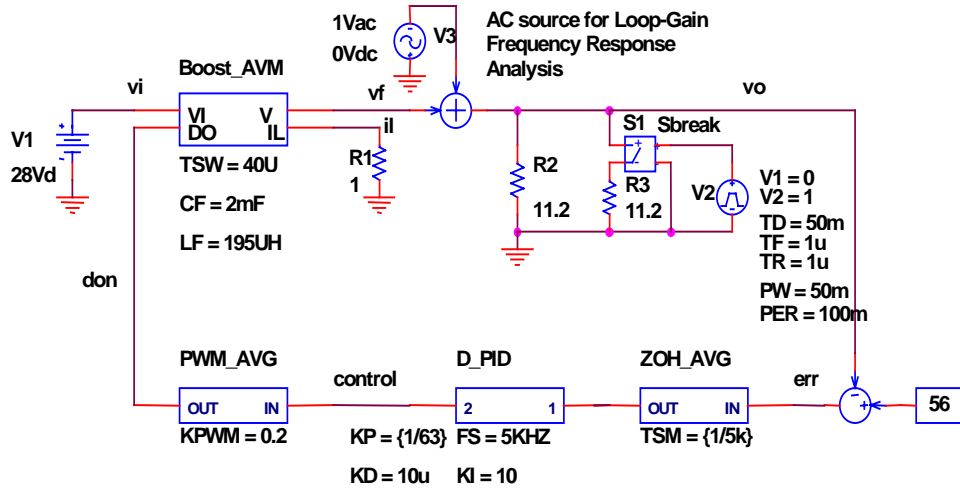 1Vac
0Vdc
V3
AC source for Loop-Gain
Frequency Response
Analysis
Boost_AVM
vi
VI
DO
V
IL
vf
il
vo
V1
28Vd
TSW = 40U
CF = 2mF
LF = 195UH
R1
1
R2
11.2
S1
Sbreak
R3
11.2
V2
V1 = 0
V2 = 1
TD = 50m
TF = 1u
TR = 1u
PW = 50m
PER = 100m
don
PWM_AVG
OUT IN
KPWM = 0.2
control
D_PID
2 1
KP = {1/63}
FS = 5KHZ
KD = 10u
KI = 10
ZOH_AVG
OUT IN
TSM = {1/5k}
err
56